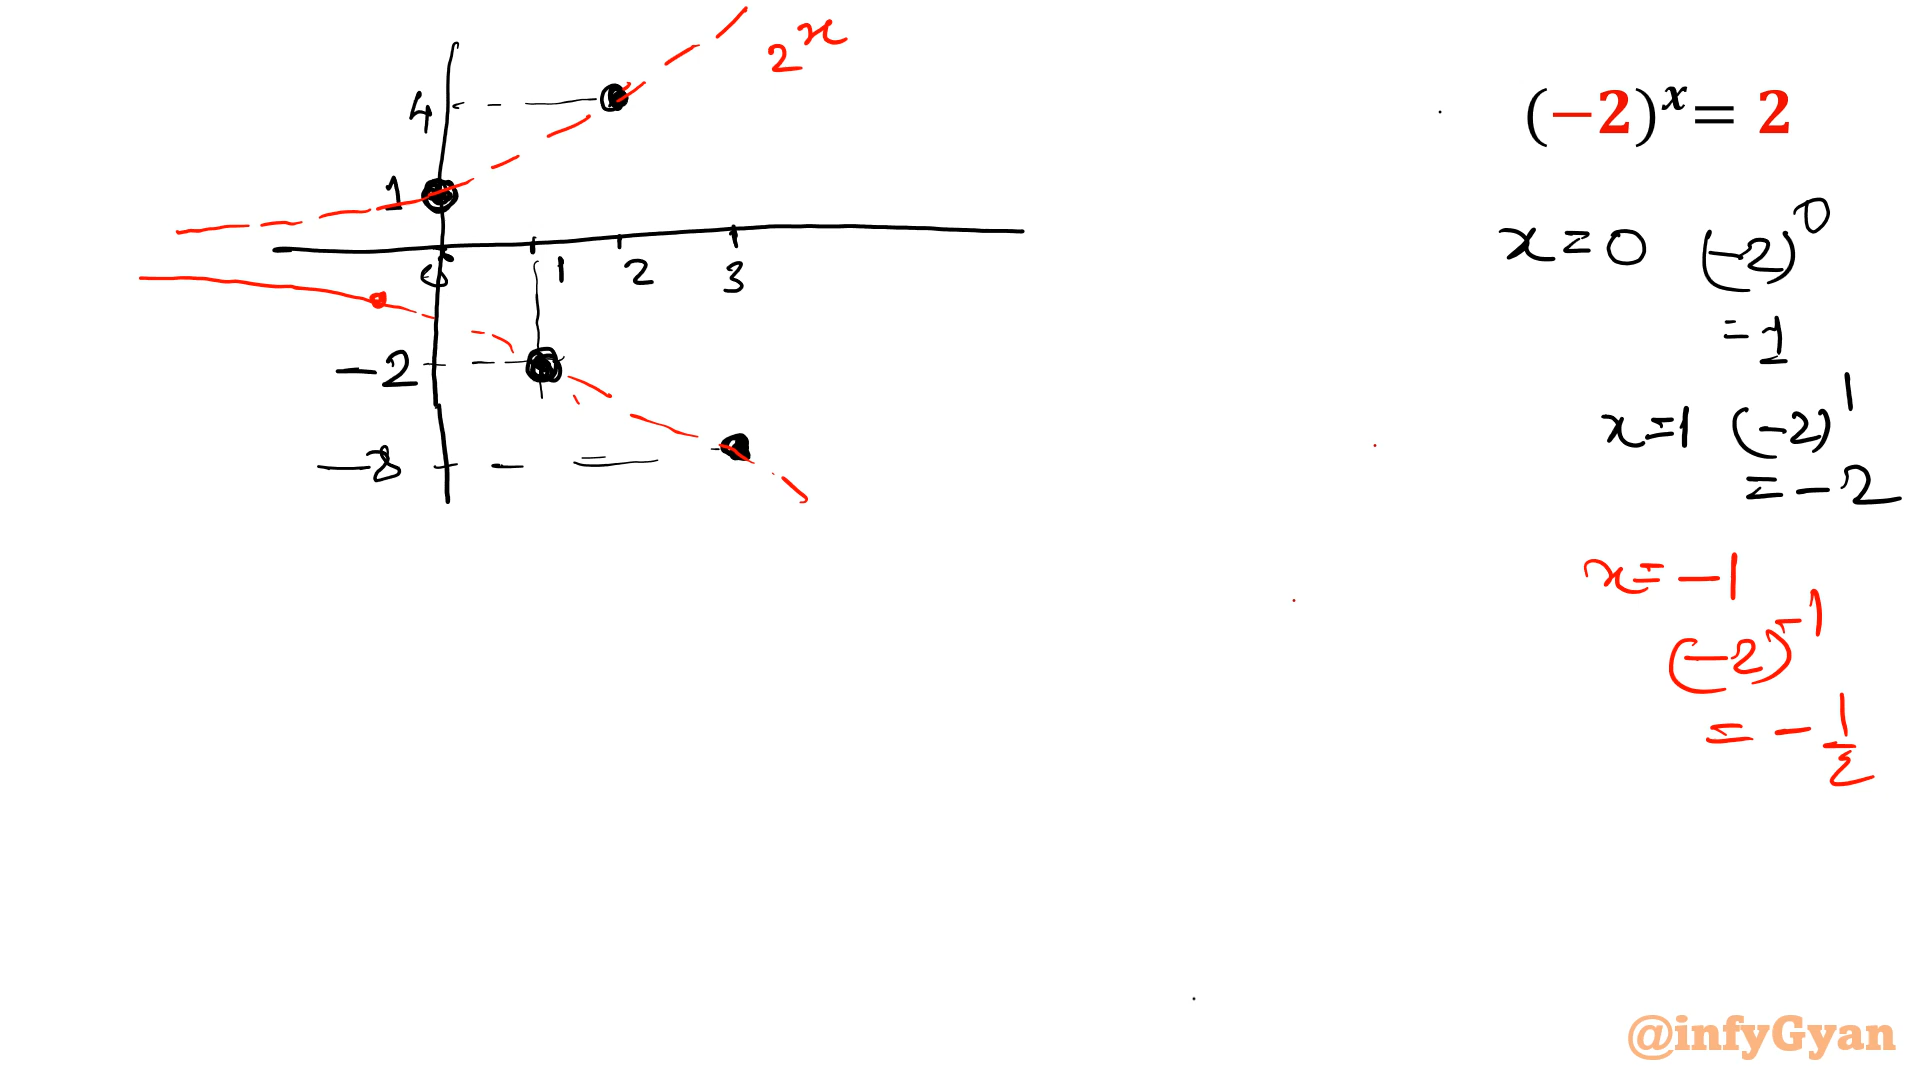 2^x
4
1
0 1 2 3
-2
-8
(-2)^x = 2
x=0 (-2)^0
=1
x=1 (-2)^1
=-2
x=-1
(-2)^-1
= -1/2
@infyGyan